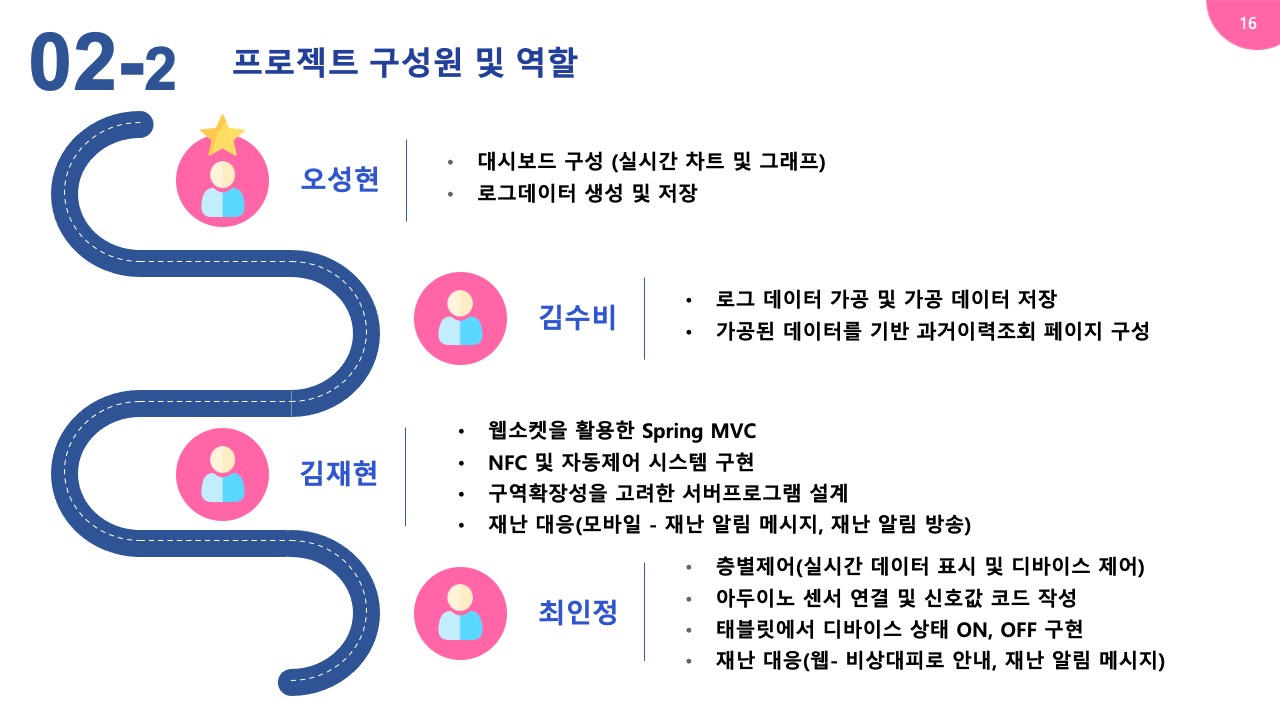 16
02-2
프로젝트 구성원 및 역할
오성현
• 대시보드 구성 (실시간 차트 및 그래프)
• 로그데이터 생성 및 저장
김수비
• 로그 데이터 가공 및 가공 데이터 저장
• 가공된 데이터를 기반 과거이력조회 페이지 구성
김재현
• 웹소켓을 활용한 Spring MVC
• NFC 및 자동제어 시스템 구현
• 구역확장성을 고려한 서버프로그램 설계
• 재난 대응(모바일 - 재난 알림 메시지, 재난 알림 방송)
최인정
• 층별제어(실시간 데이터 표시 및 디바이스 제어)
• 아두이노 센서 연결 및 신호값 코드 작성
• 태블릿에서 디바이스 상태 ON, OFF 구현
• 재난 대응(웹- 비상대피로 안내, 재난 알림 메시지)